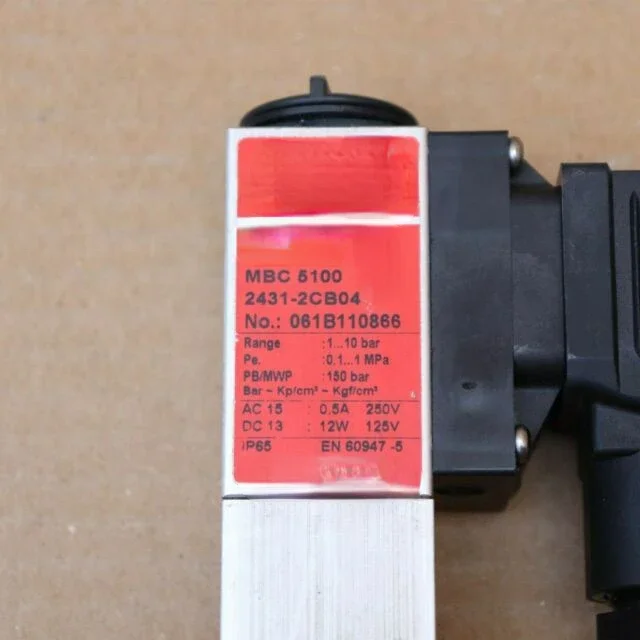 MBC 5100
2431-2CB04
No.: 061B110866
Range : 1...10 bar
Pe. : 0.1...1 MPa
PB/MWP : 150 bar
Bar ~ Kp/cm² ~ Kgf/cm²
AC 15 : 0,5A 250V
DC 13 : 12W 125V
IP65 EN 60947 -5